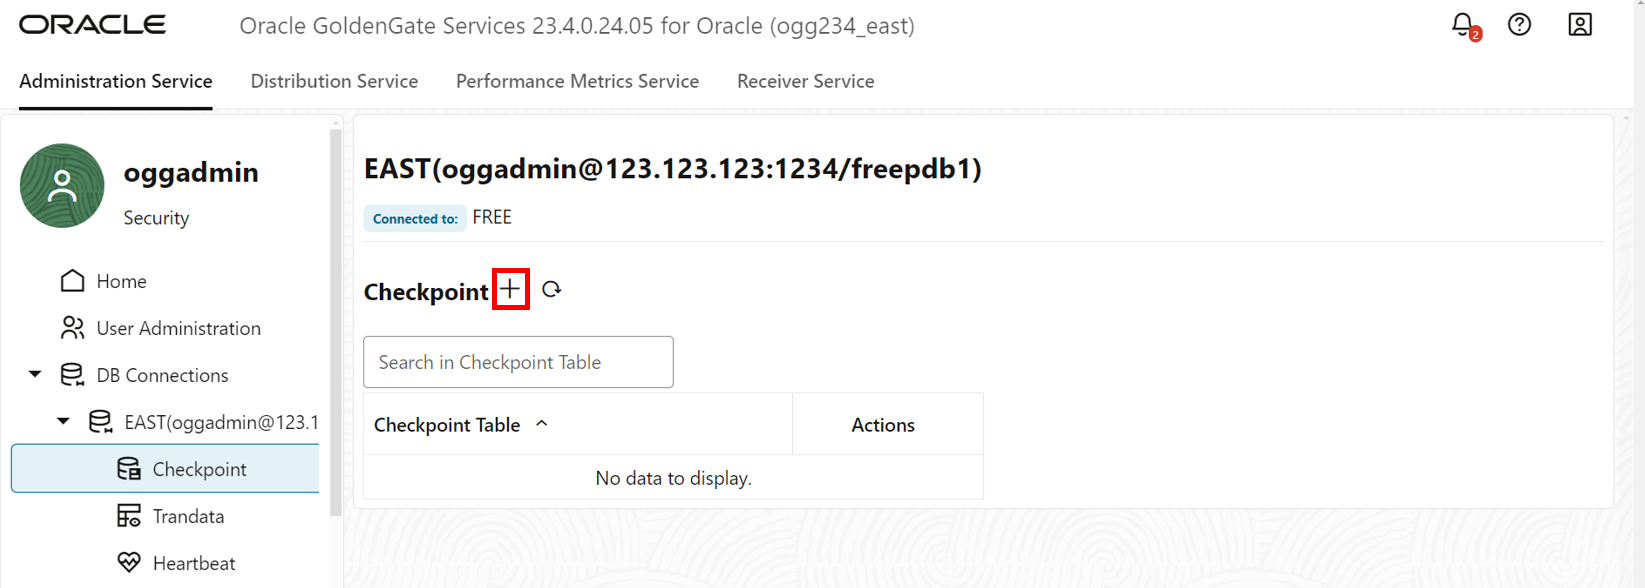 ORACLE
Oracle GoldenGate Services 23.4.0.24.05 for Oracle (ogg234_east)
2
Administration Service
Distribution Service
Performance Metrics Service
Receiver Service
oggadmin
Security
Home
User Administration
DB Connections
EAST(oggadmin@123.1
Checkpoint
Trandata
Heartbeat
EAST(oggadmin@123.123.123:1234/freepdb1)
Connected to: FREE
Checkpoint
Search in Checkpoint Table
Checkpoint Table
Actions
No data to display.